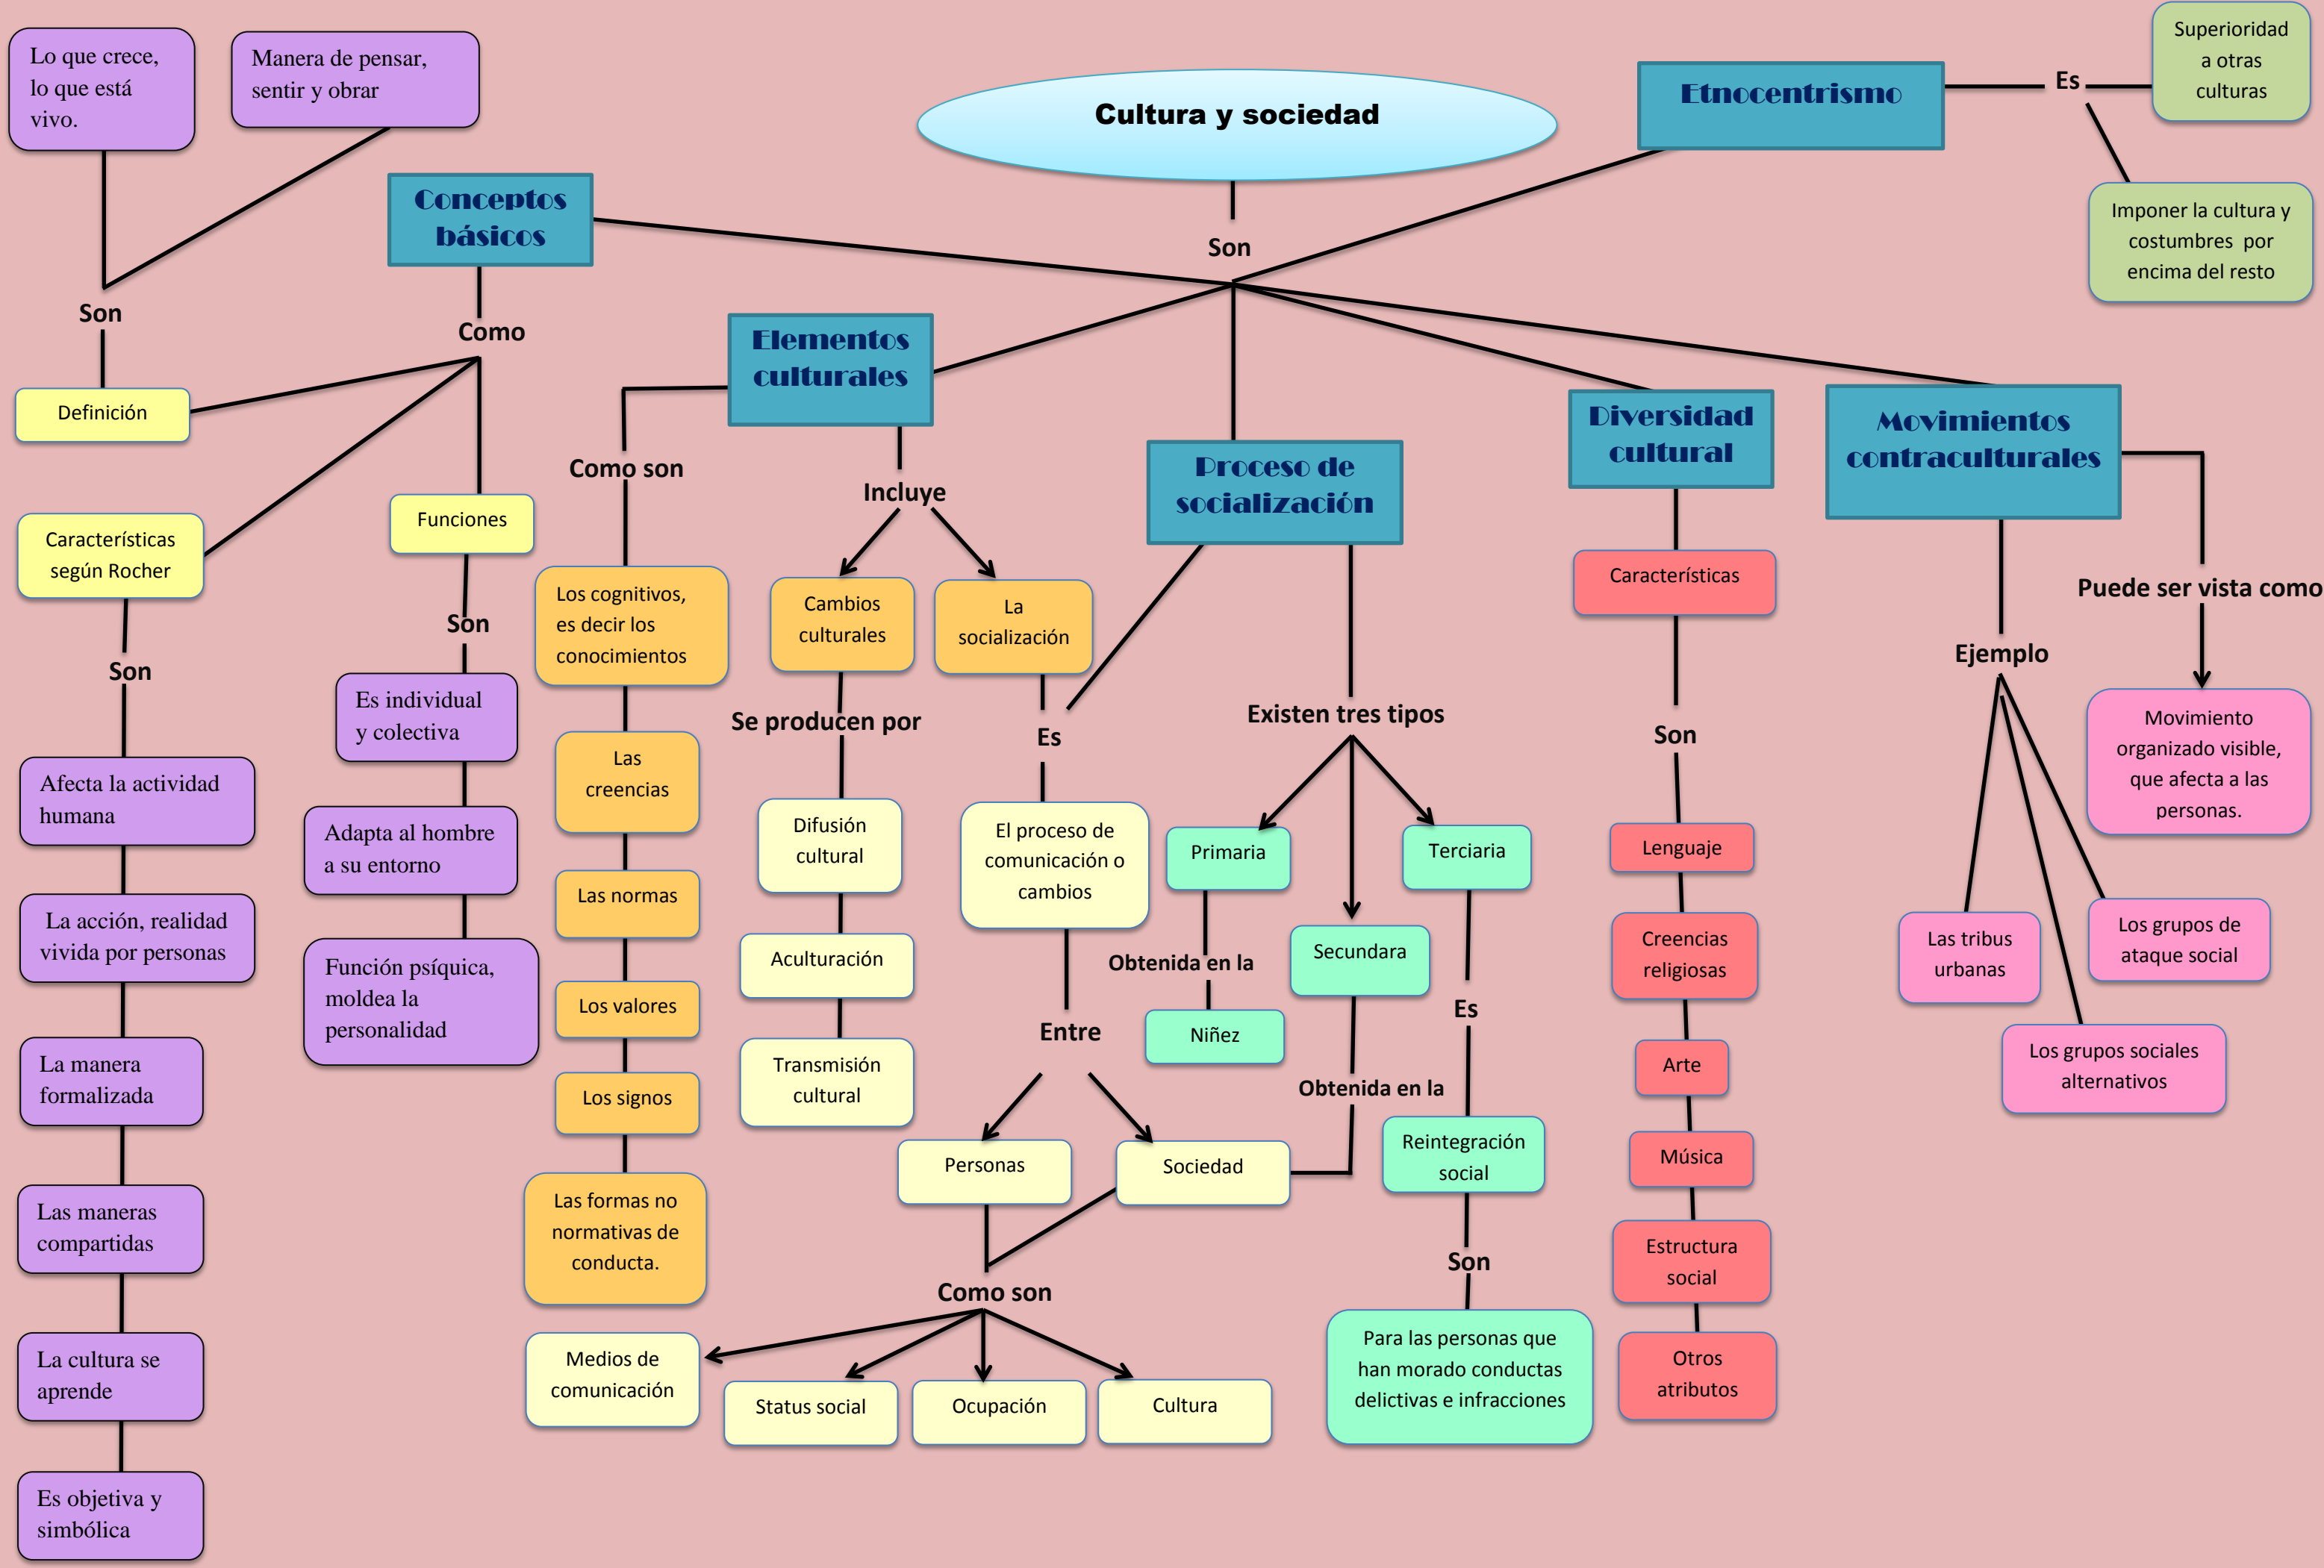 Cultura y sociedad
Son
Conceptos
básicos
Como
Definición
Son
Lo que crece,
lo que está
vivo.
Manera de pensar,
sentir y obrar
Características
según Rocher
Son
Afecta la actividad
humana
La acción, realidad
vivida por personas
La manera
formalizada
Las maneras
compartidas
La cultura se
aprende
Es objetiva y
simbólica
Funciones
Son
Es individual
y colectiva
Adapta al hombre
a su entorno
Función psíquica,
moldea la
personalidad
Elementos
culturales
Como son
Los cognitivos,
es decir los
conocimientos
Las
creencias
Las normas
Los valores
Los signos
Las formas no
normativas de
conducta.
Incluye
Cambios
culturales
Se producen por
Difusión
cultural
Aculturación
Transmisión
cultural
La
socialización
Es
El proceso de
comunicación o
cambios
Entre
Personas
Sociedad
Como son
Medios de
comunicación
Status social
Ocupación
Cultura
Proceso de
socialización
Existen tres tipos
Primaria
Obtenida en la
Niñez
Secundara
Obtenida en la
Terciaria
Es
Reintegración
social
Son
Para las personas que
han morado conductas
delictivas e infracciones
Diversidad
cultural
Características
Son
Lenguaje
Creencias
religiosas
Arte
Música
Estructura
social
Otros
atributos
Movimientos
contraculturales
Ejemplo
Las tribus
urbanas
Los grupos sociales
alternativos
Los grupos de
ataque social
Puede ser vista como
Movimiento
organizado visible,
que afecta a las
personas.
Etnocentrismo
Es
Superioridad
a otras
culturas
Imponer la cultura y
costumbres por
encima del resto